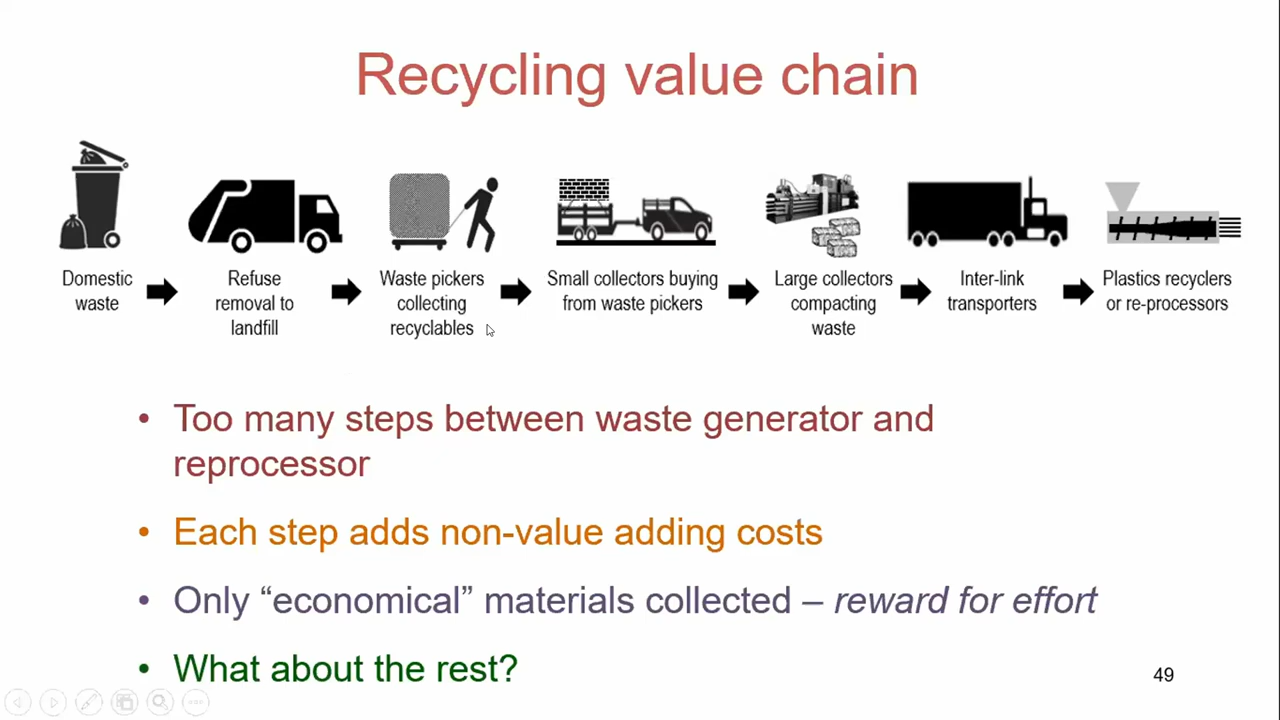 Recycling value chain
Domestic
waste
Refuse
removal to
landfill
Waste pickers
collecting
recyclables
Small collectors buying
from waste pickers
Large collectors
compacting
waste
Inter-link
transporters
Plastics recyclers
or re-processors
• Too many steps between waste generator and
reprocessor
• Each step adds non-value adding costs
• Only “economical” materials collected – reward for effort
• What about the rest?
49